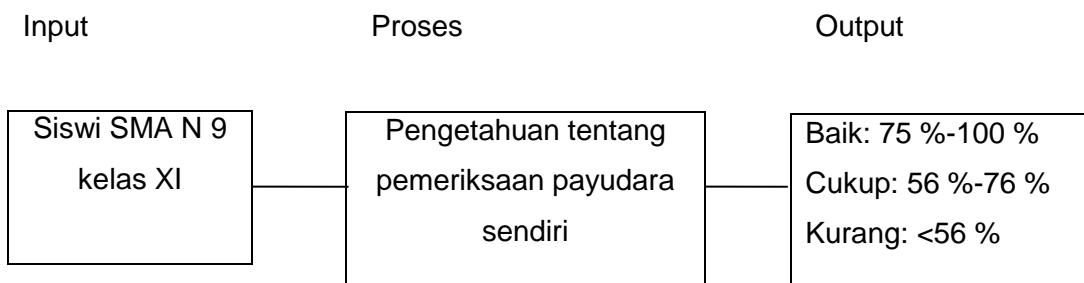 Input Proses Output
Siswi SMA N 9
kelas XI
Pengetahuan tentang
pemeriksaan payudara
sendiri
Baik: 75 %-100 %
Cukup: 56 %-76 %
Kurang: <56 %